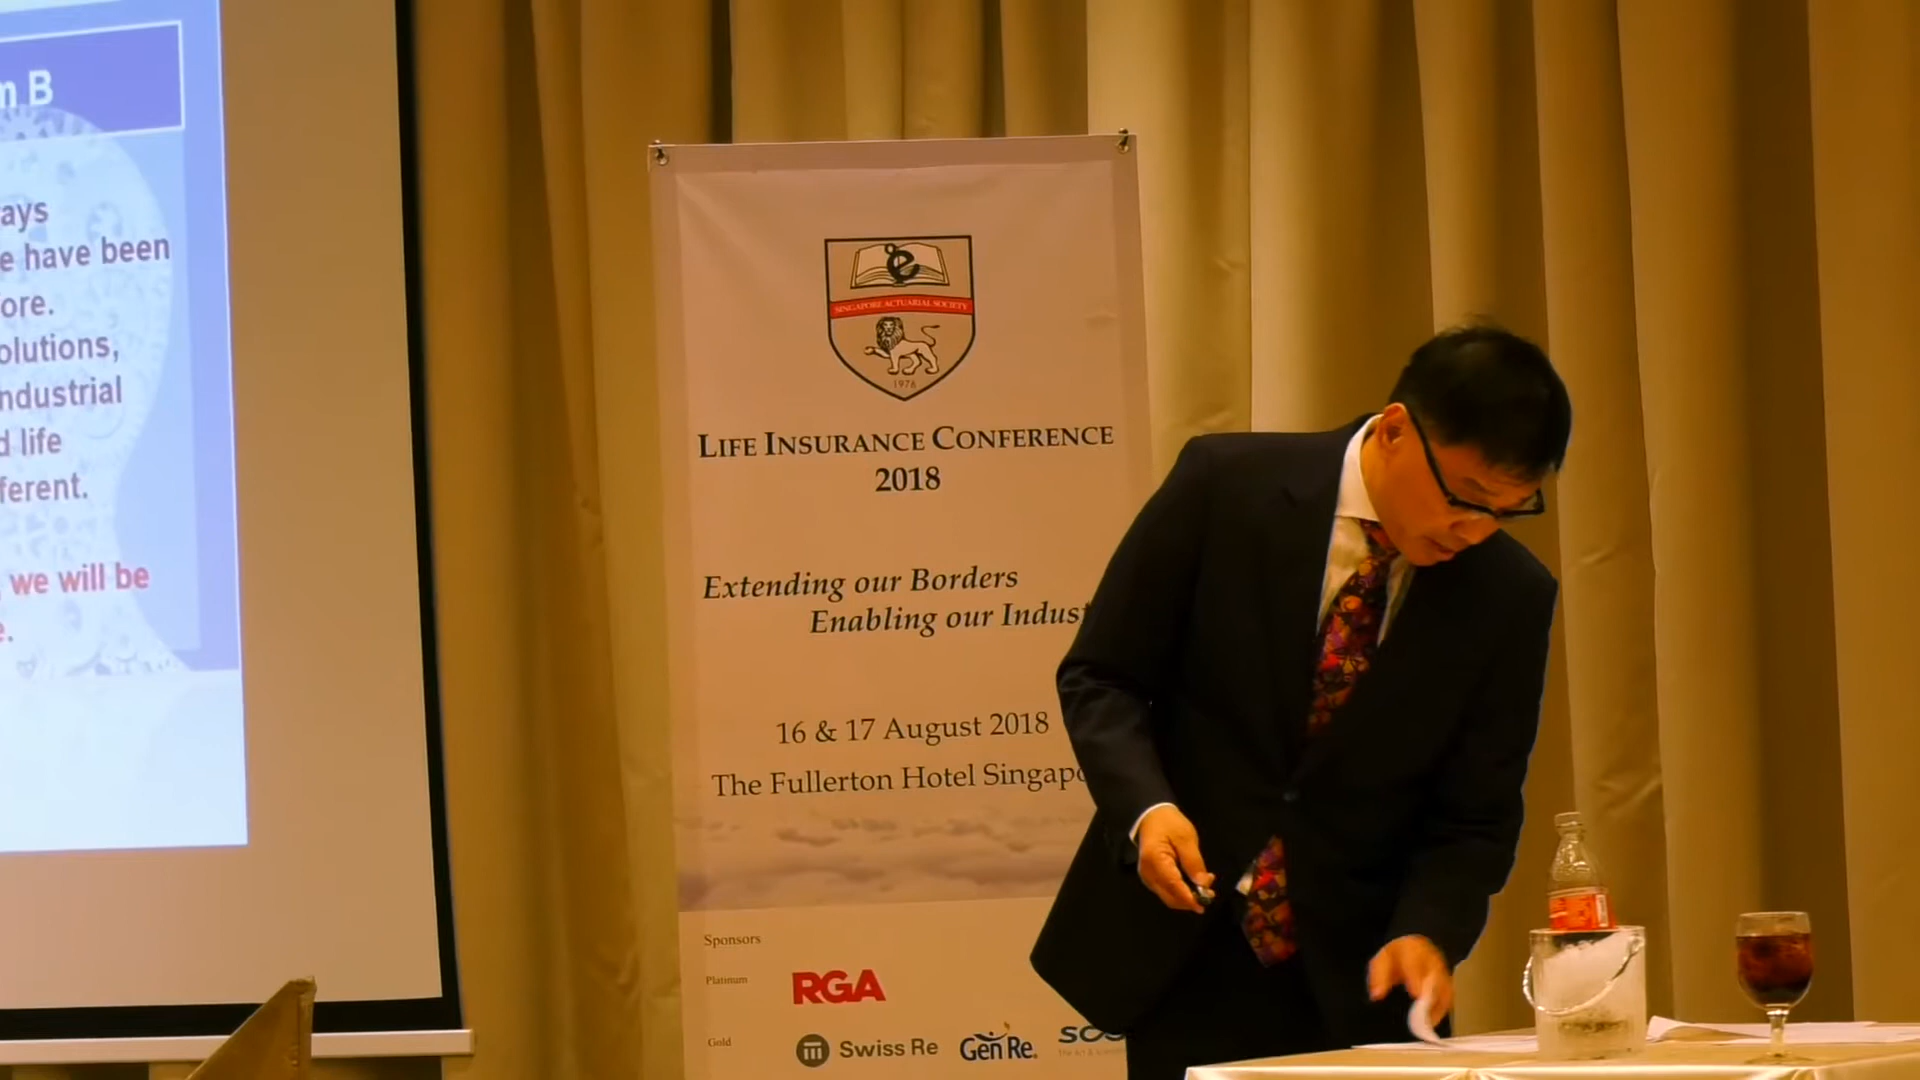 m B
ays
e have been
ore.
olutions,
ndustrial
d life
ferent.
we will be
e.
e
SINGAPORE ACTUARIAL SOCIETY
1976
LIFE INSURANCE CONFERENCE
2018
Extending our Borders
Enabling our Indus
16 & 17 August 2018
The Fullerton Hotel Singapo
Sponsors
Platinum
RGA
Gold
Swiss Re
Gen Re.
SCO